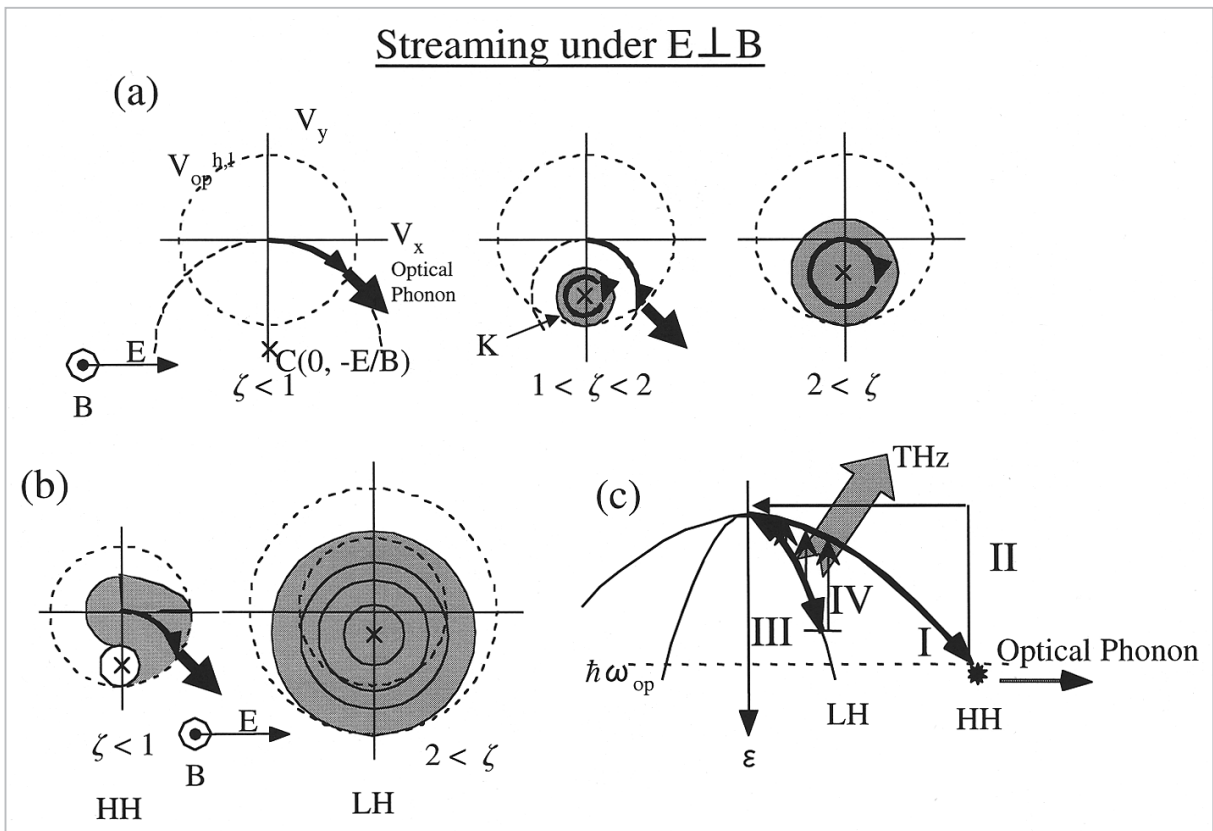 Streaming under E⊥B
(a)
V_y
V_op^h,l
V_x
Optical
Phonon
E
B
C(0, -E/B)
ζ < 1
K
1 < ζ < 2
2 < ζ
(b)
E
B
ζ < 1
2 < ζ
HH
LH
(c)
THz
II
IV
III
I
Optical Phonon
ħω_op
LH
HH
ε